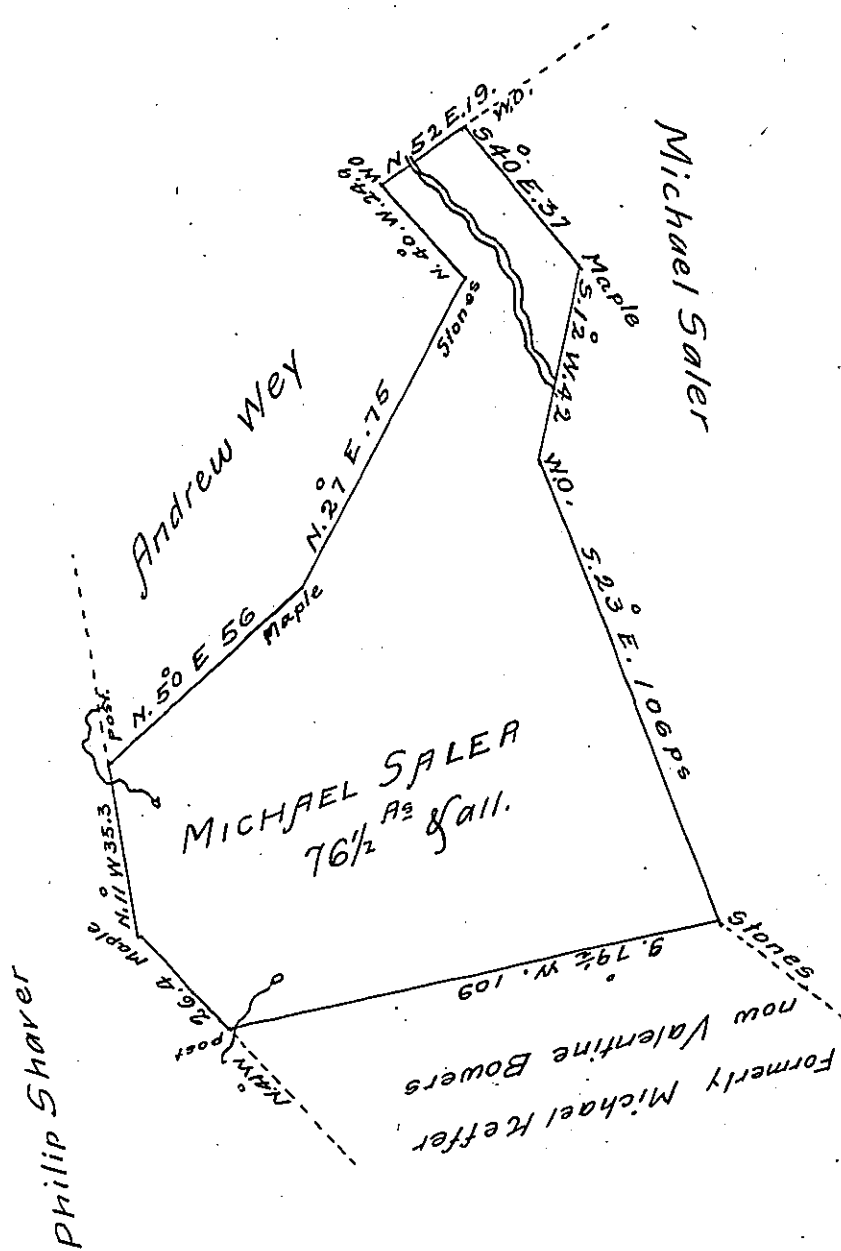 N. 52 E. 19.
W.O.
S 40° E. 37
Maple
S. 12° W. 42
W.O.
S. 23° E. 106 ps
Stones
S. 79½° W. 109
post
N41°W
26.4
Maple
N. 11° W 35.3
post.
N. 50° E 56
Maple
N. 27° E. 75
Stones
N. 40°. W. 24.9
W.O
Michael Saler
Andrew Wey
MICHAEL SALER
76½ As & all.
Philip Shaver
Formerly Michael Keffer
now Valentine Bowers